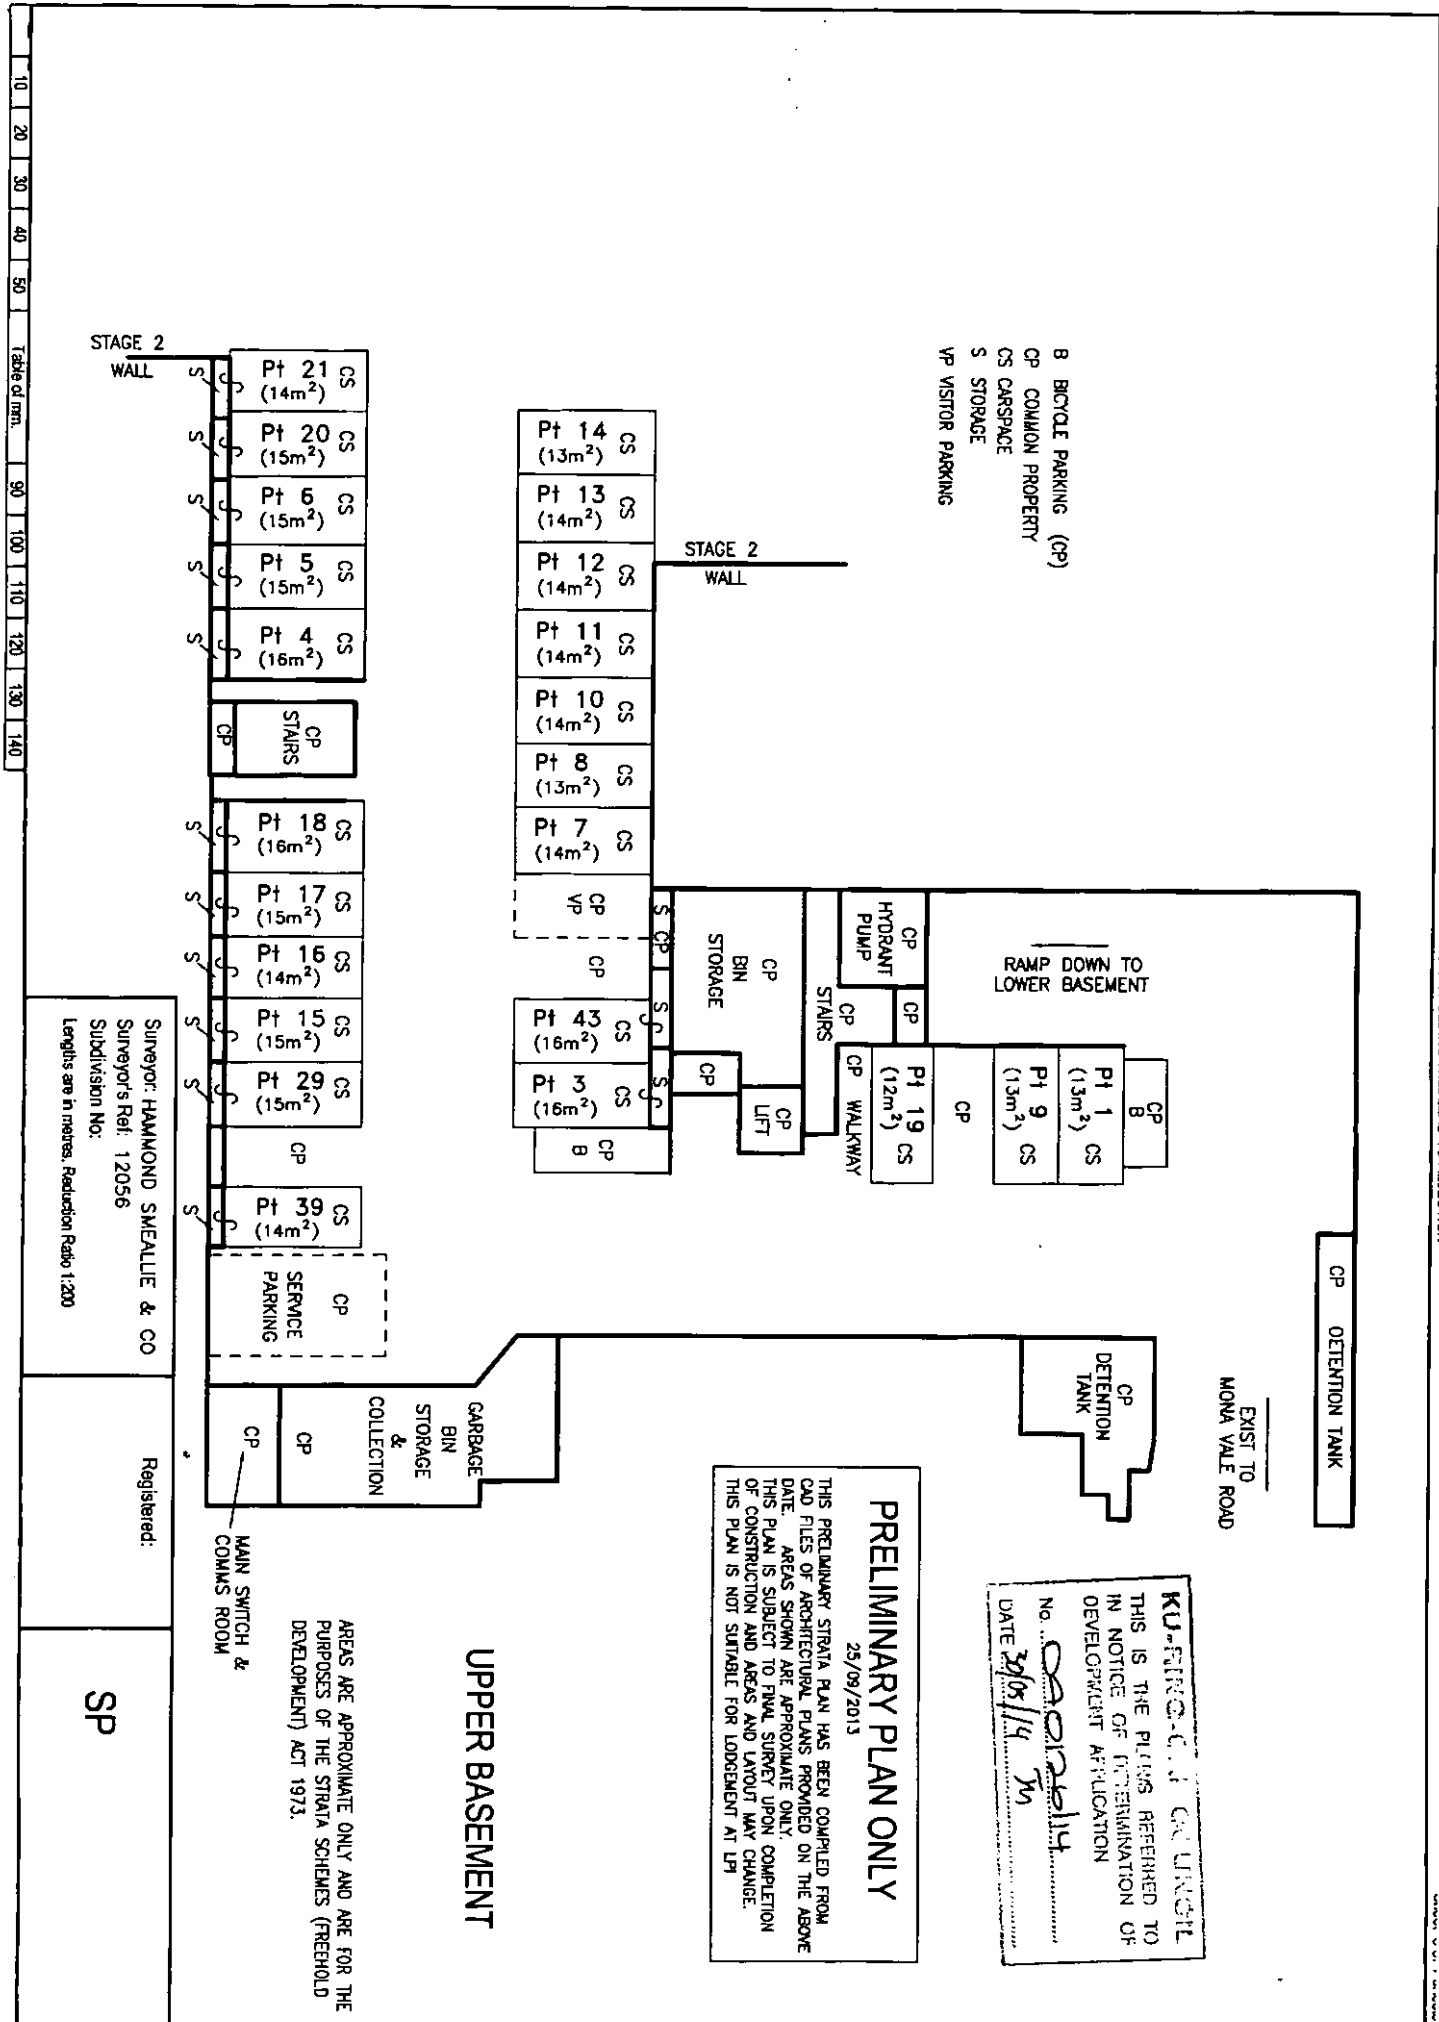 B BICYCLE PARKING (CP)
CP COMMON PROPERTY
CS CARSPACE
S STORAGE
VP VISITOR PARKING
STAGE 2
WALL
STAGE 2
WALL
RAMP DOWN TO
LOWER BASEMENT
CP DETENTION TANK
EXIST TO
MONA VALE ROAD
CP
DETENTION
TANK
CP
B
Pt 1 CS
(13m²)
Pt 9 CS
(13m²)
CP
Pt 19 CS
(12m²)
CP WALKWAY
CP
HYDRANT
PUMP
CP
CP
STAIRS
CP
BIN
STORAGE
CP
CP
LIFT
S CP S S
CS
Pt 14
(13m²)
CS
Pt 13
(14m²)
CS
Pt 12
(14m²)
CS
Pt 11
(14m²)
CS
Pt 10
(14m²)
CS
Pt 8
(13m²)
CS
Pt 7
(14m²)
CP
VP
CP
CS
Pt 43
(16m²)
CS
Pt 3
(16m²)
CP
B
CS
Pt 21
(14m²)
S
CS
Pt 20
(15m²)
S
CS
Pt 6
(15m²)
S
CS
Pt 5
(15m²)
S
CS
Pt 4
(16m²)
S
CP
STAIRS
CP
CS
Pt 18
(16m²)
S
CS
Pt 17
(15m²)
S
CS
Pt 16
(14m²)
S
CS
Pt 15
(15m²)
S
CS
Pt 29
(15m²)
S
CP
CS
Pt 39
(14m²)
S
CP
SERVICE
PARKING
GARBAGE
BIN
STORAGE
&
COLLECTION
CP
CP
MAIN SWITCH &
COMMS ROOM
THIS IS THE PLANS REFERRED TO
IN NOTICE OF DETERMINATION OF
DEVELOPMENT APPLICATION
No. DA0126/14
DATE 30/05/14
PRELIMINARY PLAN ONLY
25/09/2013
THIS PRELIMINARY STRATA PLAN HAS BEEN COMPILED FROM
CAD FILES OF ARCHITECTURAL PLANS PROVIDED ON THE ABOVE
DATE. AREAS SHOWN ARE APPROXIMATE ONLY.
THIS PLAN IS SUBJECT TO FINAL SURVEY UPON COMPLETION
OF CONSTRUCTION AND AREAS AND LAYOUT MAY CHANGE.
THIS PLAN IS NOT SUITABLE FOR LODGEMENT AT LPI
UPPER BASEMENT
AREAS ARE APPROXIMATE ONLY AND ARE FOR THE
PURPOSES OF THE STRATA SCHEMES (FREEHOLD
DEVELOPMENT) ACT 1973.
Surveyor: HAMMOND SMEALLIE & CO
Surveyor's Ref: 12056
Subdivision No:
Lengths are in metres. Reduction Ratio 1:200
Registered:
SP
10 20 30 40 50 Table of mm. 90 100 110 120 130 140